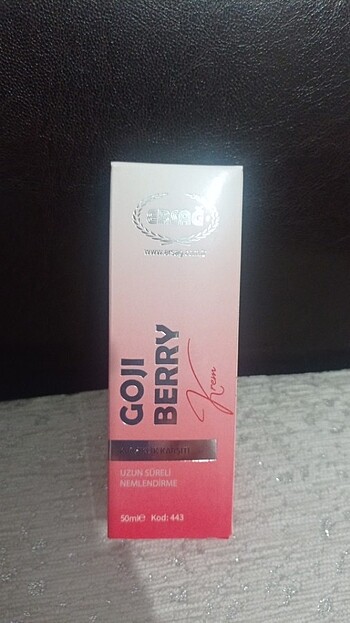 GOJI
BERRY
Krem
UZUN SÜRELİ
NEMLENDİRME
50ml℮ Kod: 443